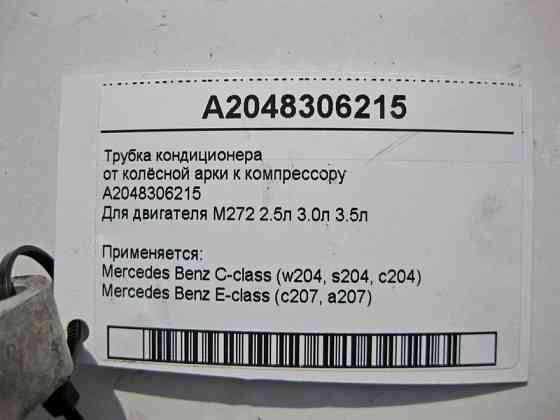 A2048306215
Трубка кондиционера
от колёсной арки к компрессору
A2048306215
Для двигателя M272 2.5л 3.0л 3.5л
Применяется:
Mercedes Benz C-class (w204, s204, c204)
Mercedes Benz E-class (c207, a207)